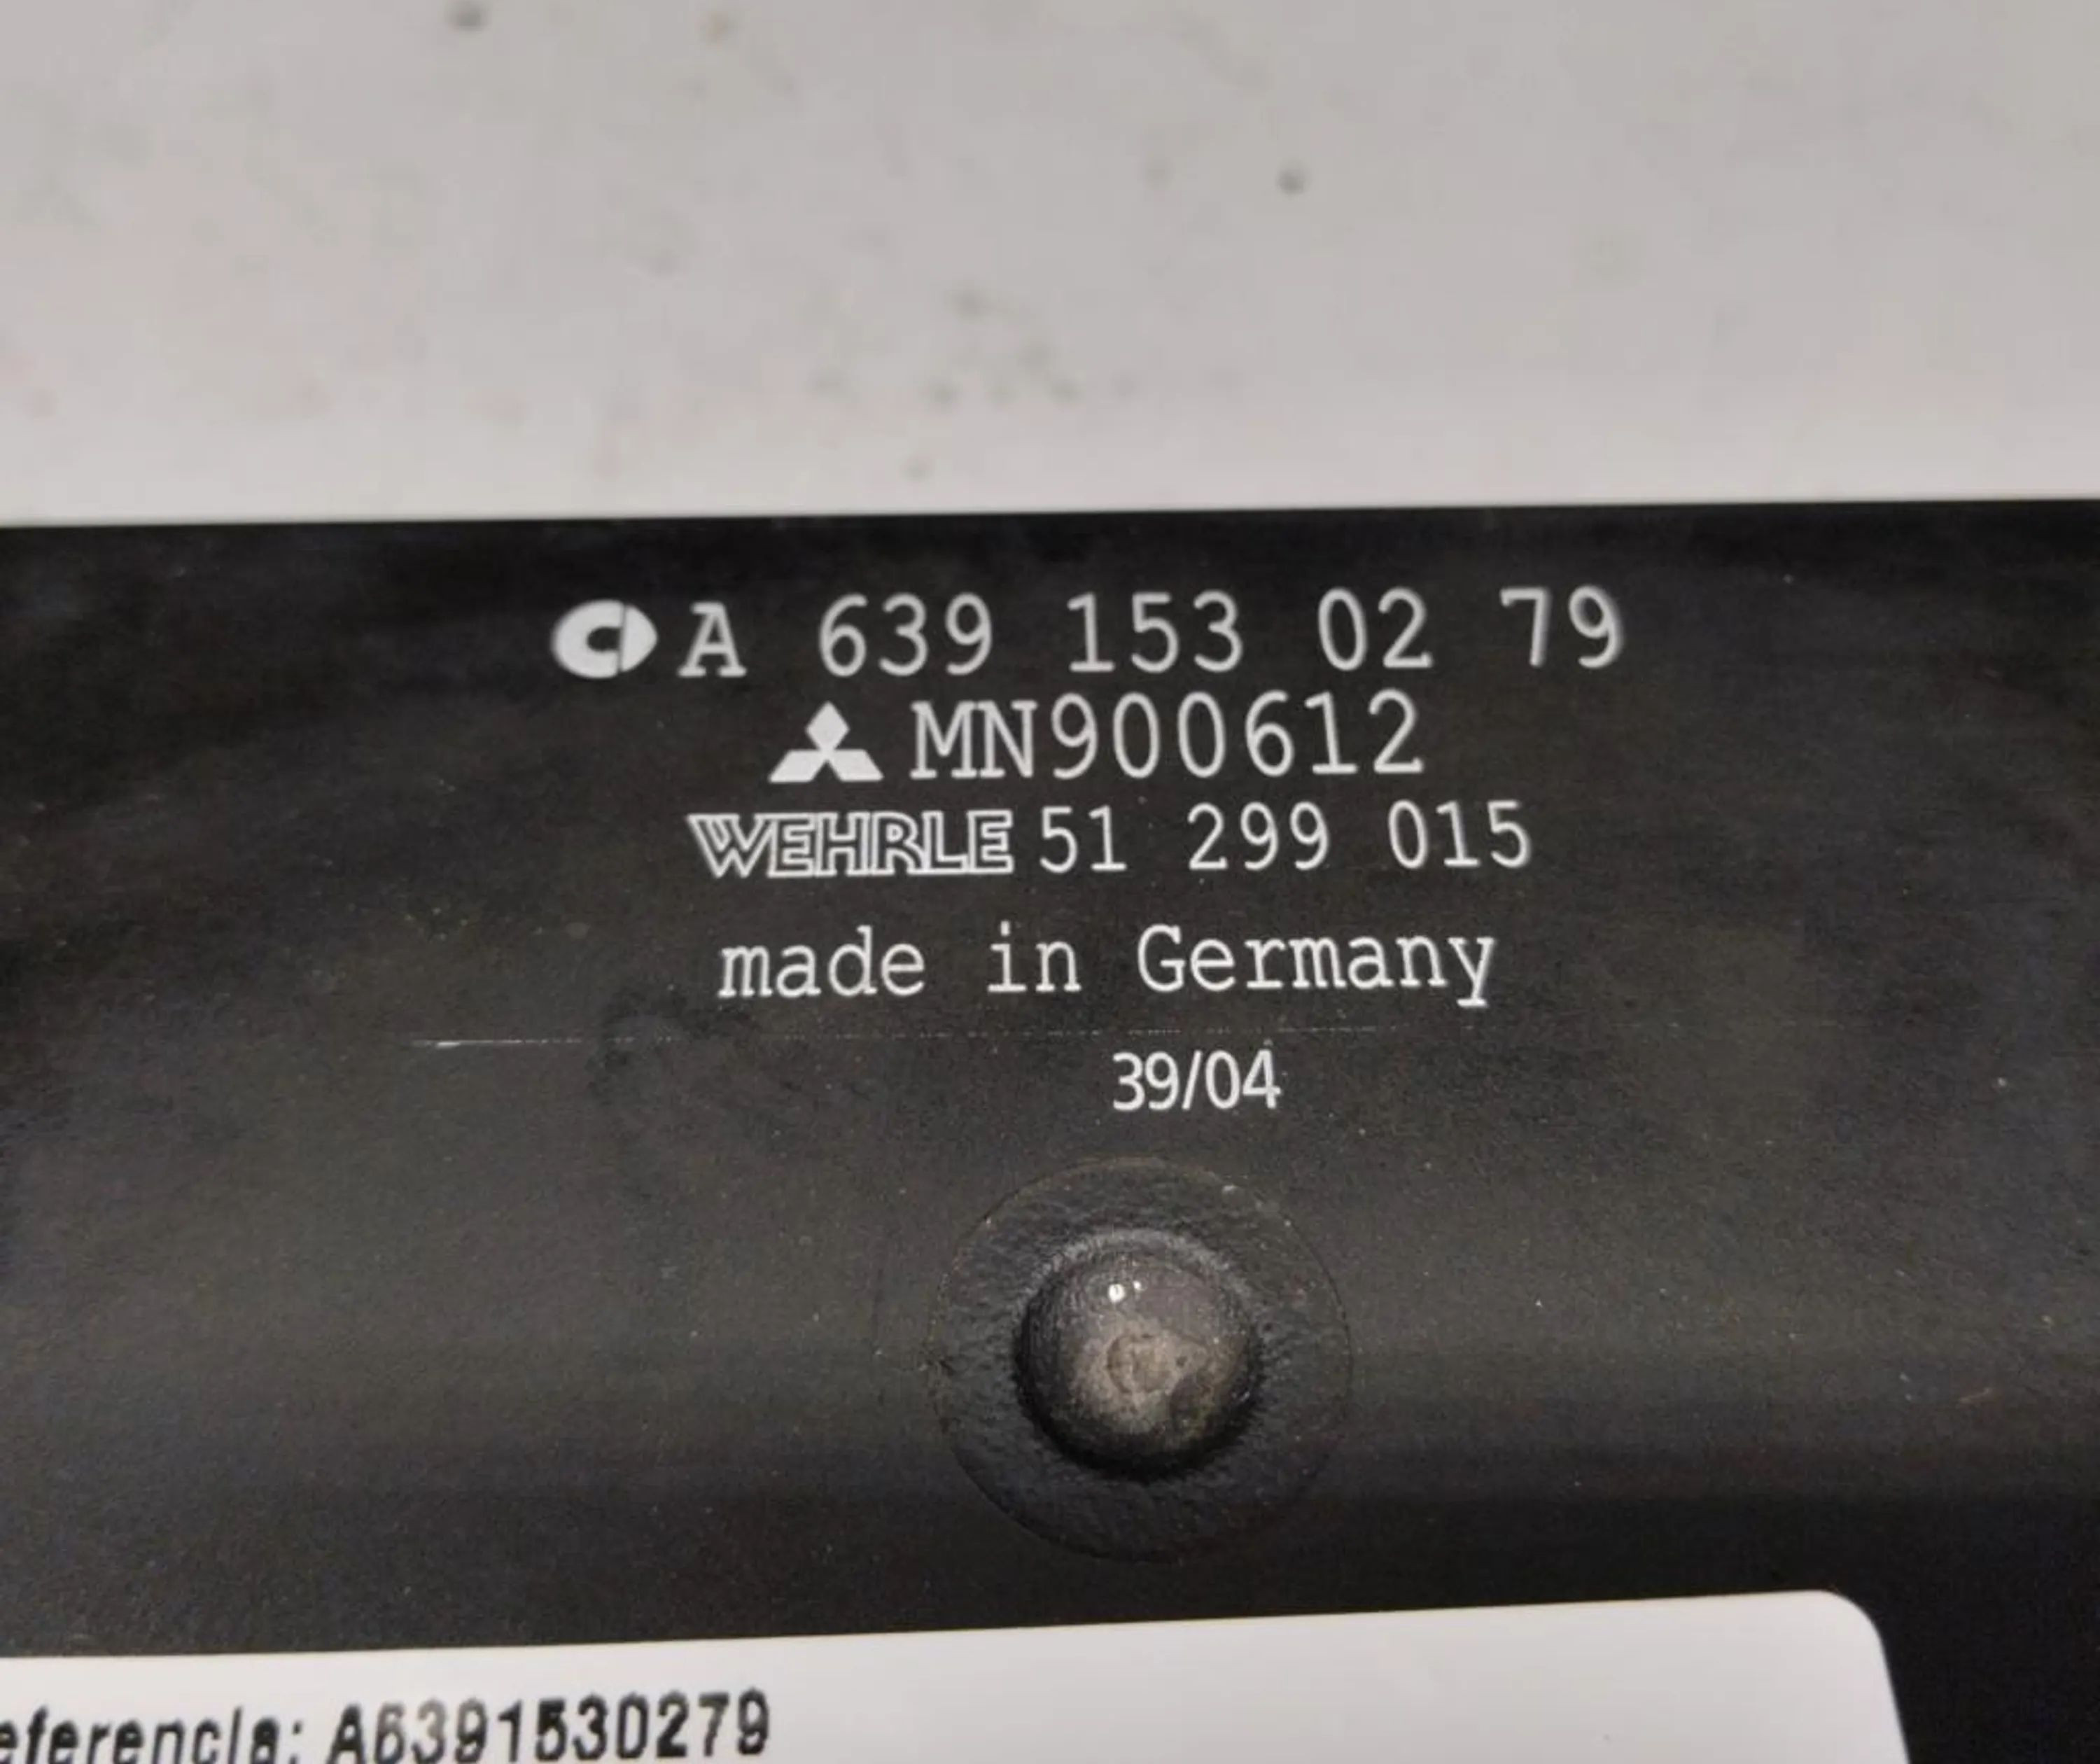 A 639 153 02 79
MN900612
WEHRLE 51 299 015
made in Germany
39/04
eferencia: A6391530279